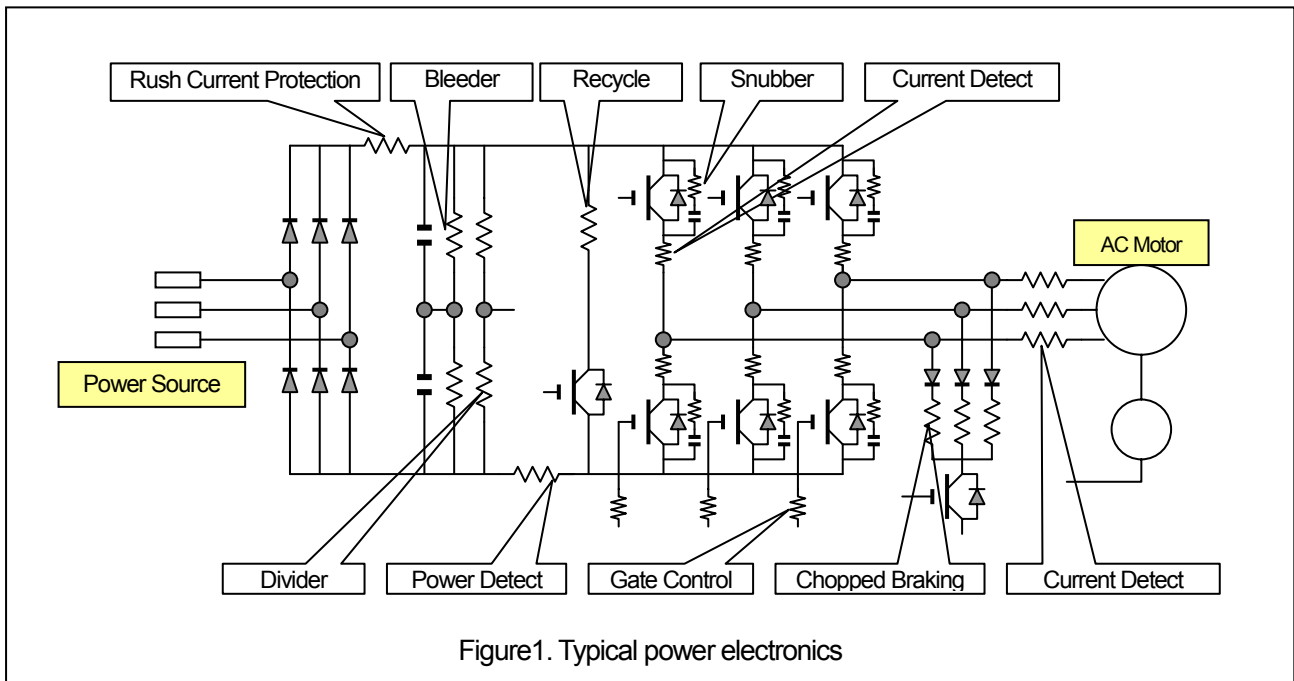 Rush Current Protection
Bleeder
Recycle
Snubber
Current Detect
AC Motor
Power Source
Divider
Power Detect
Gate Control
Chopped Braking
Current Detect
Figure1. Typical power electronics